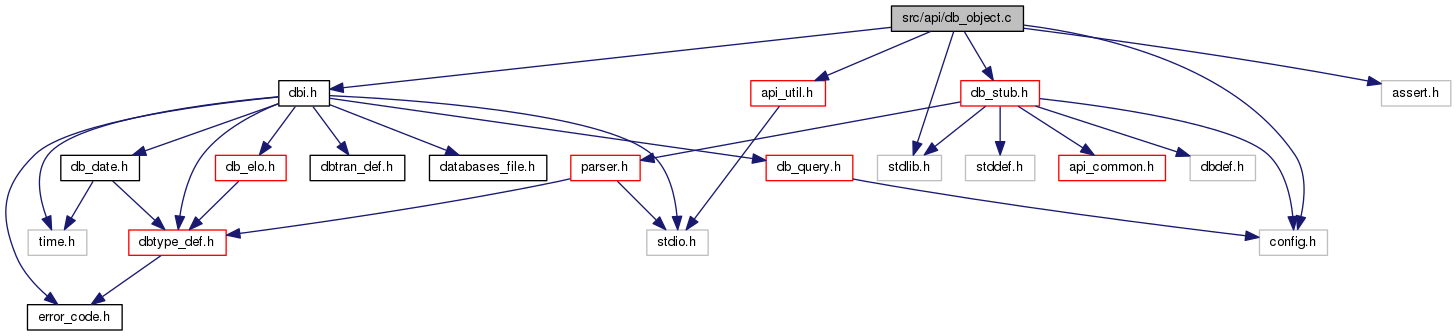 src/api/db_object.c
dbi.h
api_util.h
db_stub.h
assert.h
db_date.h
db_elo.h
dbtran_def.h
databases_file.h
parser.h
db_query.h
stdlib.h
stddef.h
api_common.h
dbdef.h
time.h
dbtype_def.h
stdio.h
config.h
error_code.h